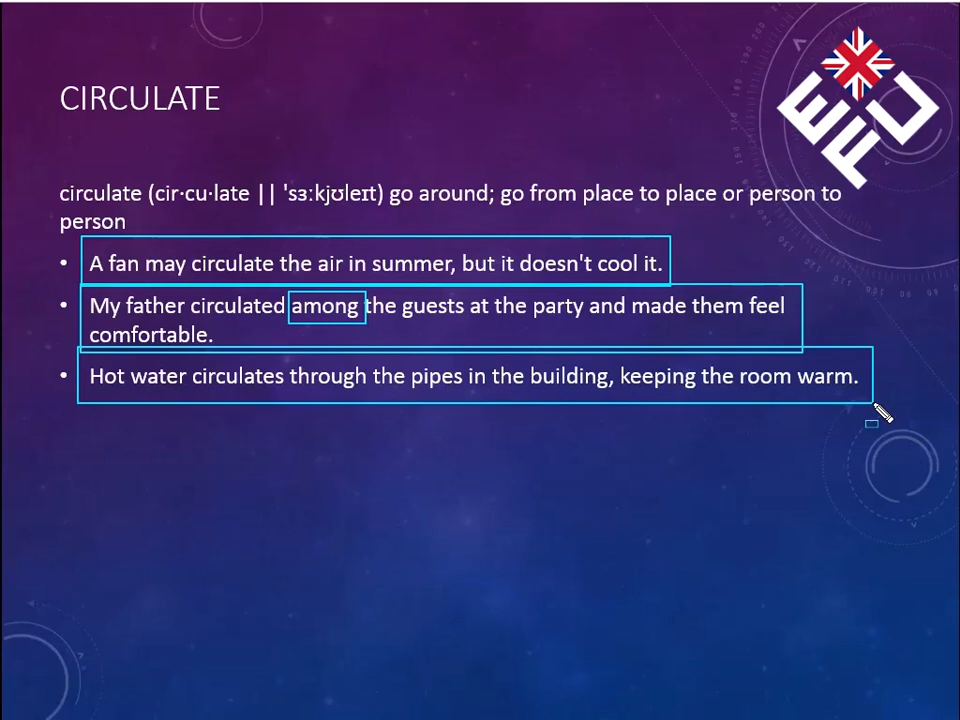 CIRCULATE
circulate (cir·cu·late || 'sɜːkjʊleɪt) go around; go from place to place or person to
person
• A fan may circulate the air in summer, but it doesn't cool it.
• My father circulated among the guests at the party and made them feel
comfortable.
• Hot water circulates through the pipes in the building, keeping the room warm.
EFU